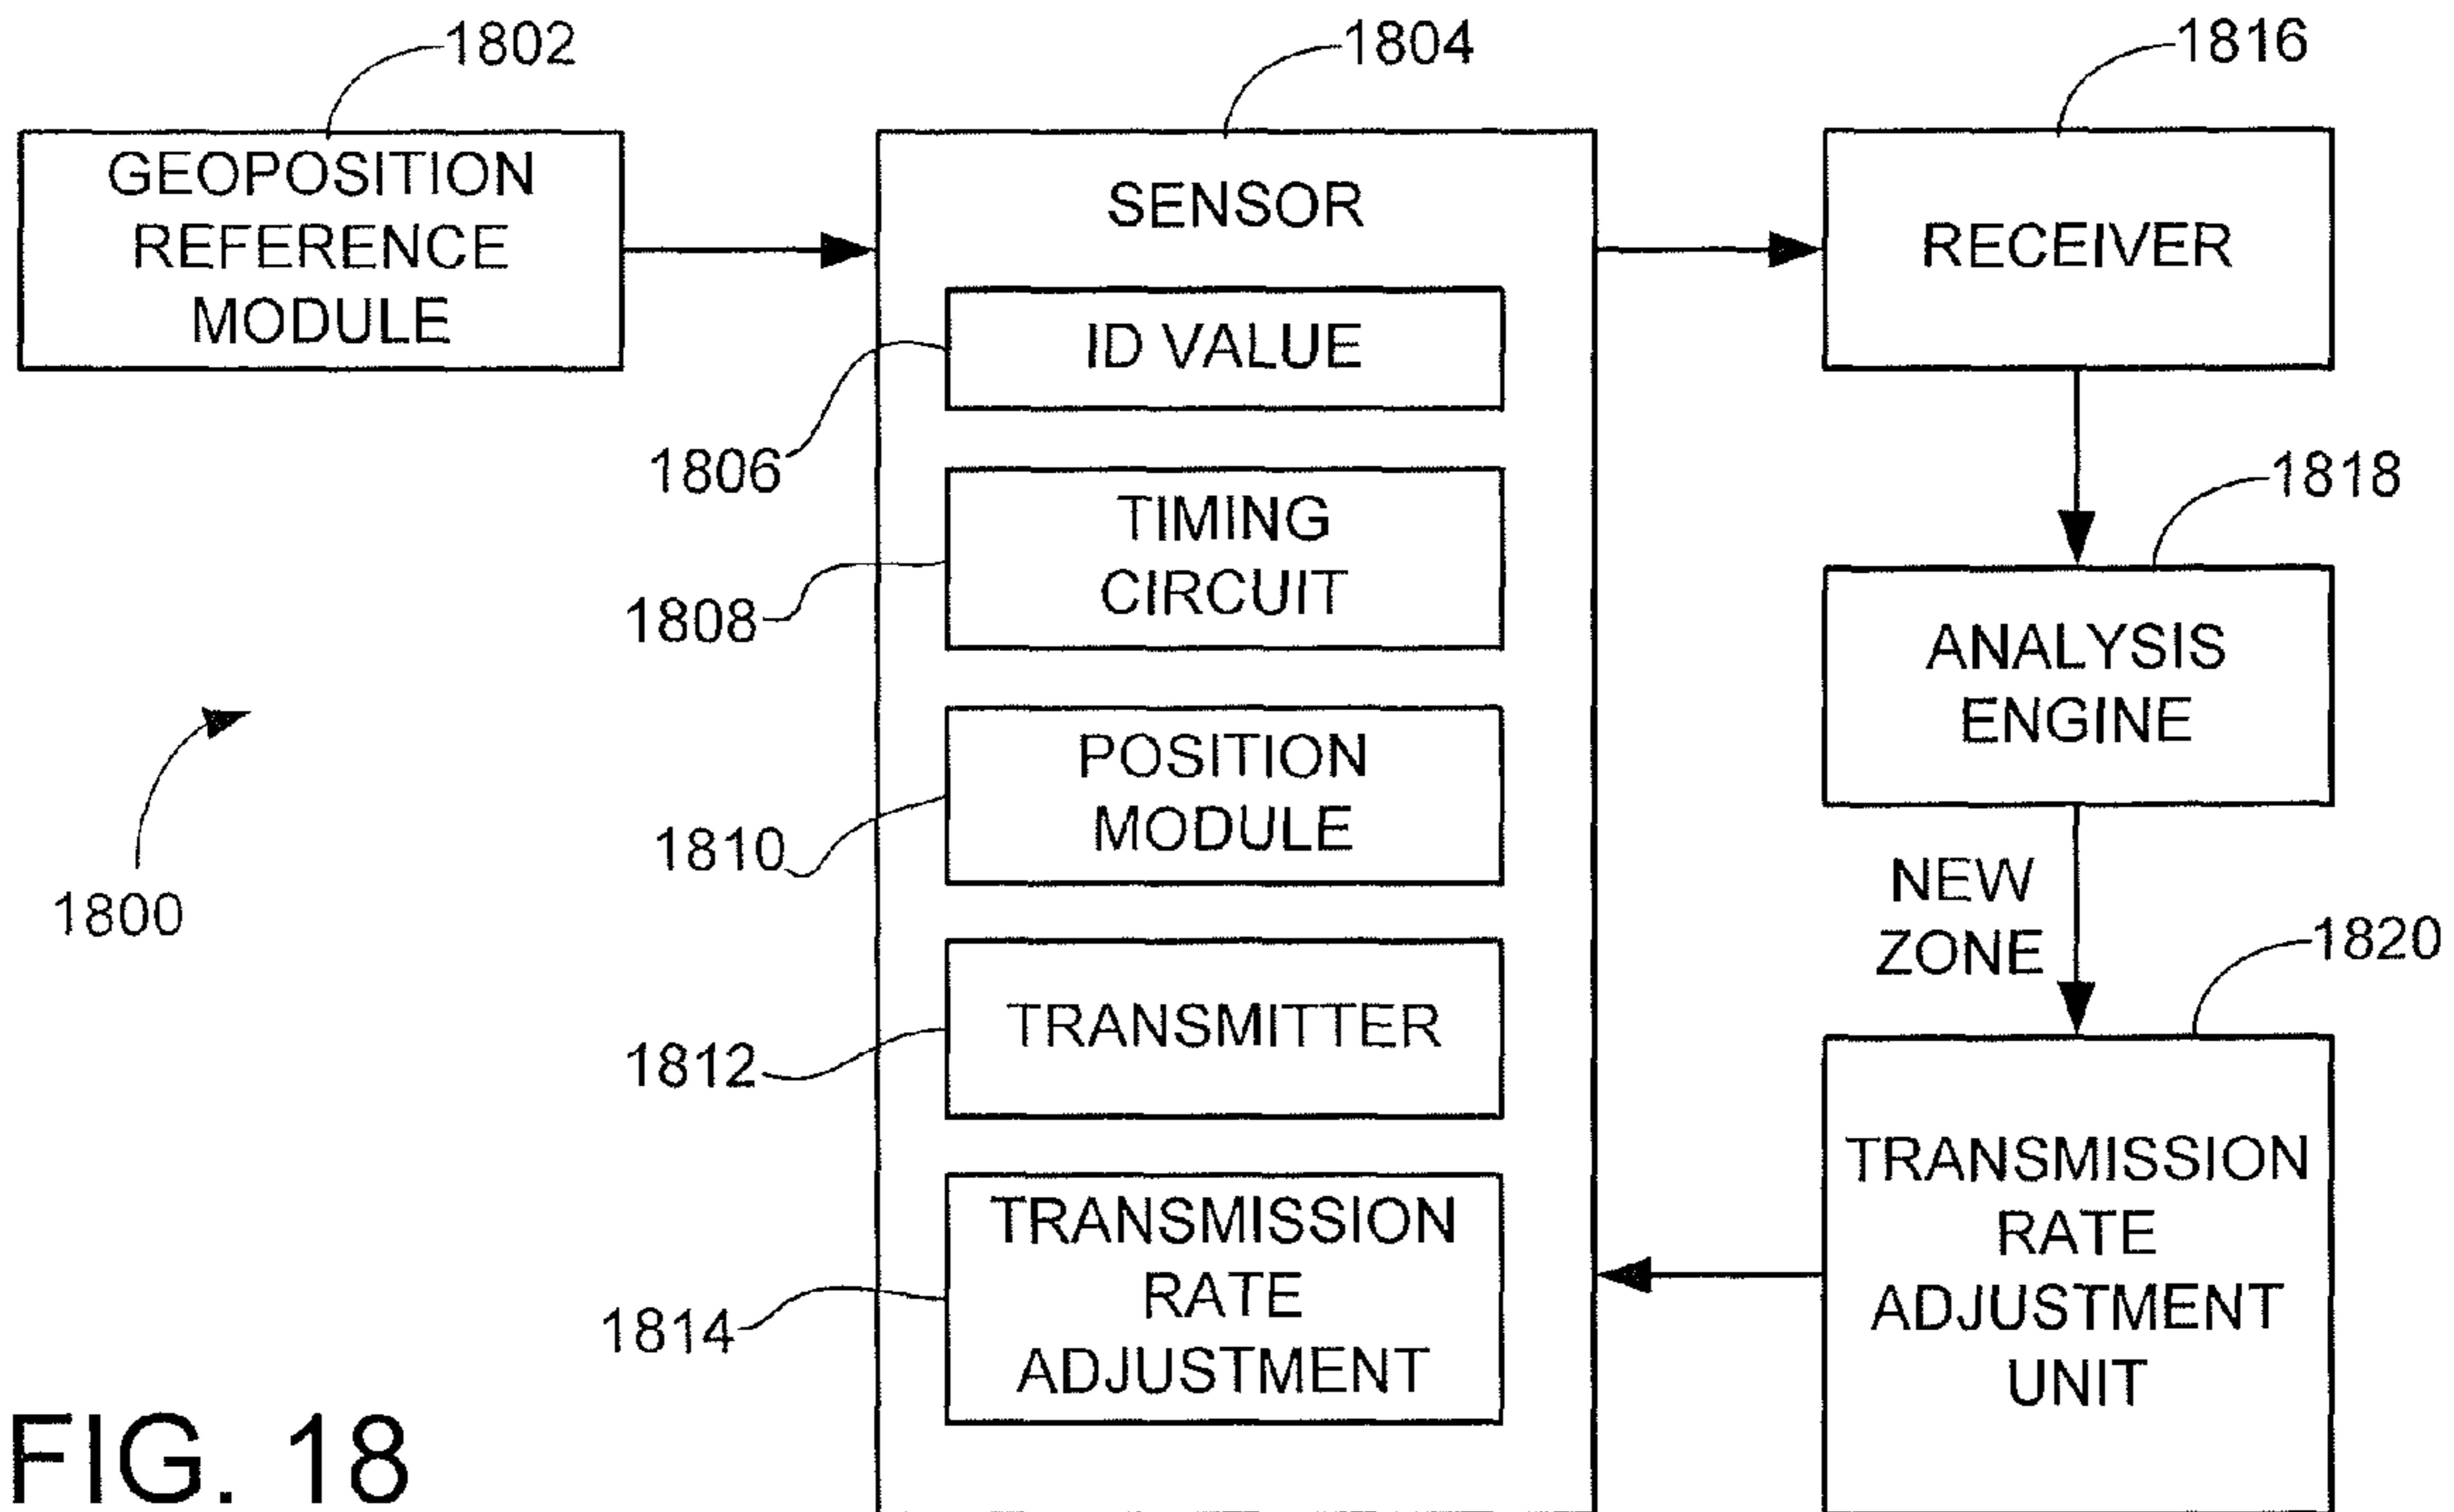 1802
1804
1816
GEOPOSITION
REFERENCE
MODULE
SENSOR
RECEIVER
ID VALUE
1806
1818
TIMING
CIRCUIT
1808
ANALYSIS
ENGINE
POSITION
MODULE
1810
1800
NEW
ZONE
1820
TRANSMITTER
1812
TRANSMISSION
RATE
ADJUSTMENT
1814
TRANSMISSION
RATE
ADJUSTMENT
UNIT
FIG. 18